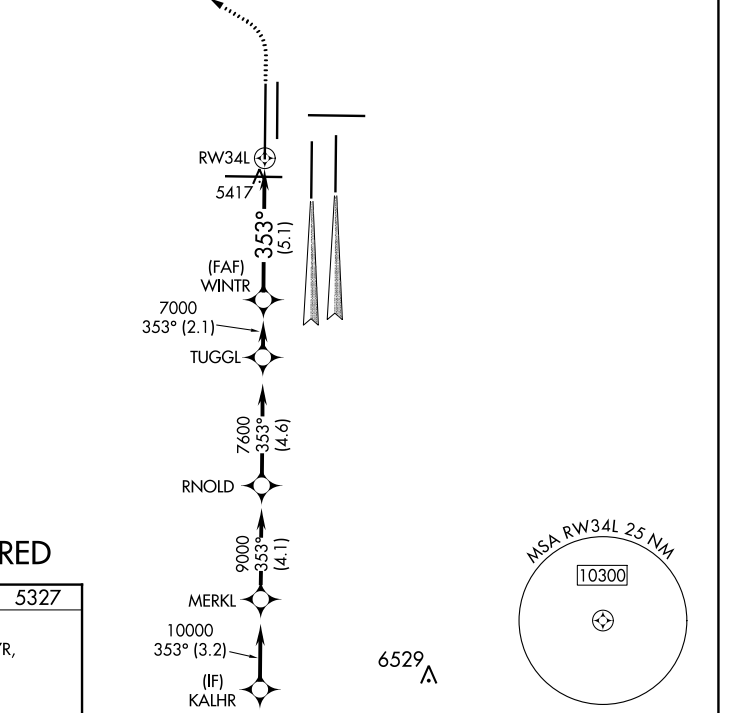 RW34L
5417
353°
(5.1)
(FAF)
WINTR
7000
353° (2.1)
TUGGL
7600
353°
(4.6)
RNOLD
9000
353°
(4.1)
RED
5327
MERKL
R,
10000
353° (3.2)
(IF)
KALHR
6529
MSA RW34L 25 NM
10300